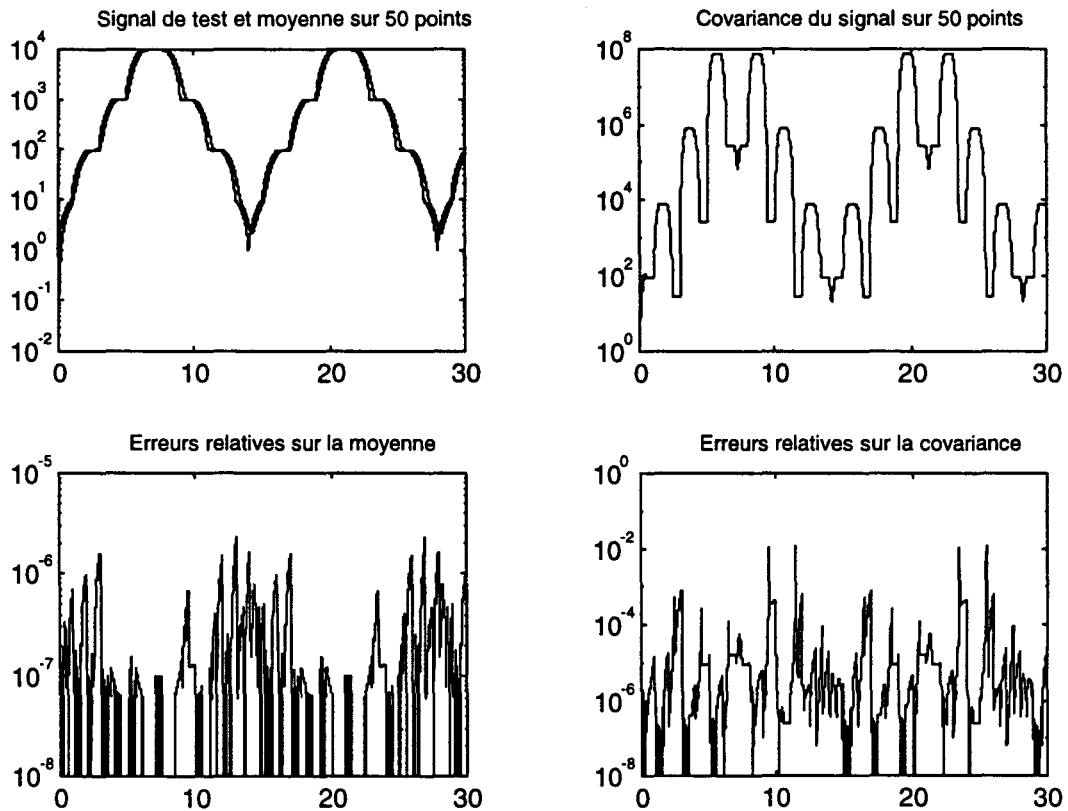 Signal de test et moyenne sur 50 points
10^4
10^3
10^2
10^1
10^0
10^-1
10^-2
0 10 20 30
Covariance du signal sur 50 points
10^8
10^6
10^4
10^2
10^0
0 10 20 30
Erreurs relatives sur la moyenne
10^-5
10^-6
10^-7
10^-8
0 10 20 30
Erreurs relatives sur la covariance
10^0
10^-2
10^-4
10^-6
10^-8
0 10 20 30